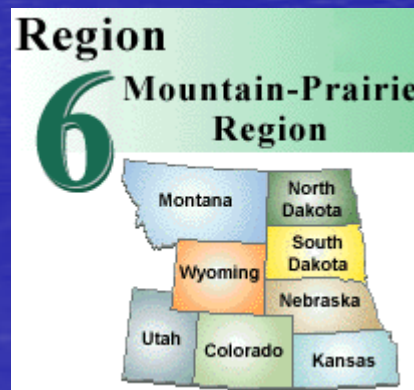 Region
6
Mountain-Prairie
Region
Montana
North
Dakota
South
Dakota
Wyoming
Nebraska
Utah
Colorado
Kansas